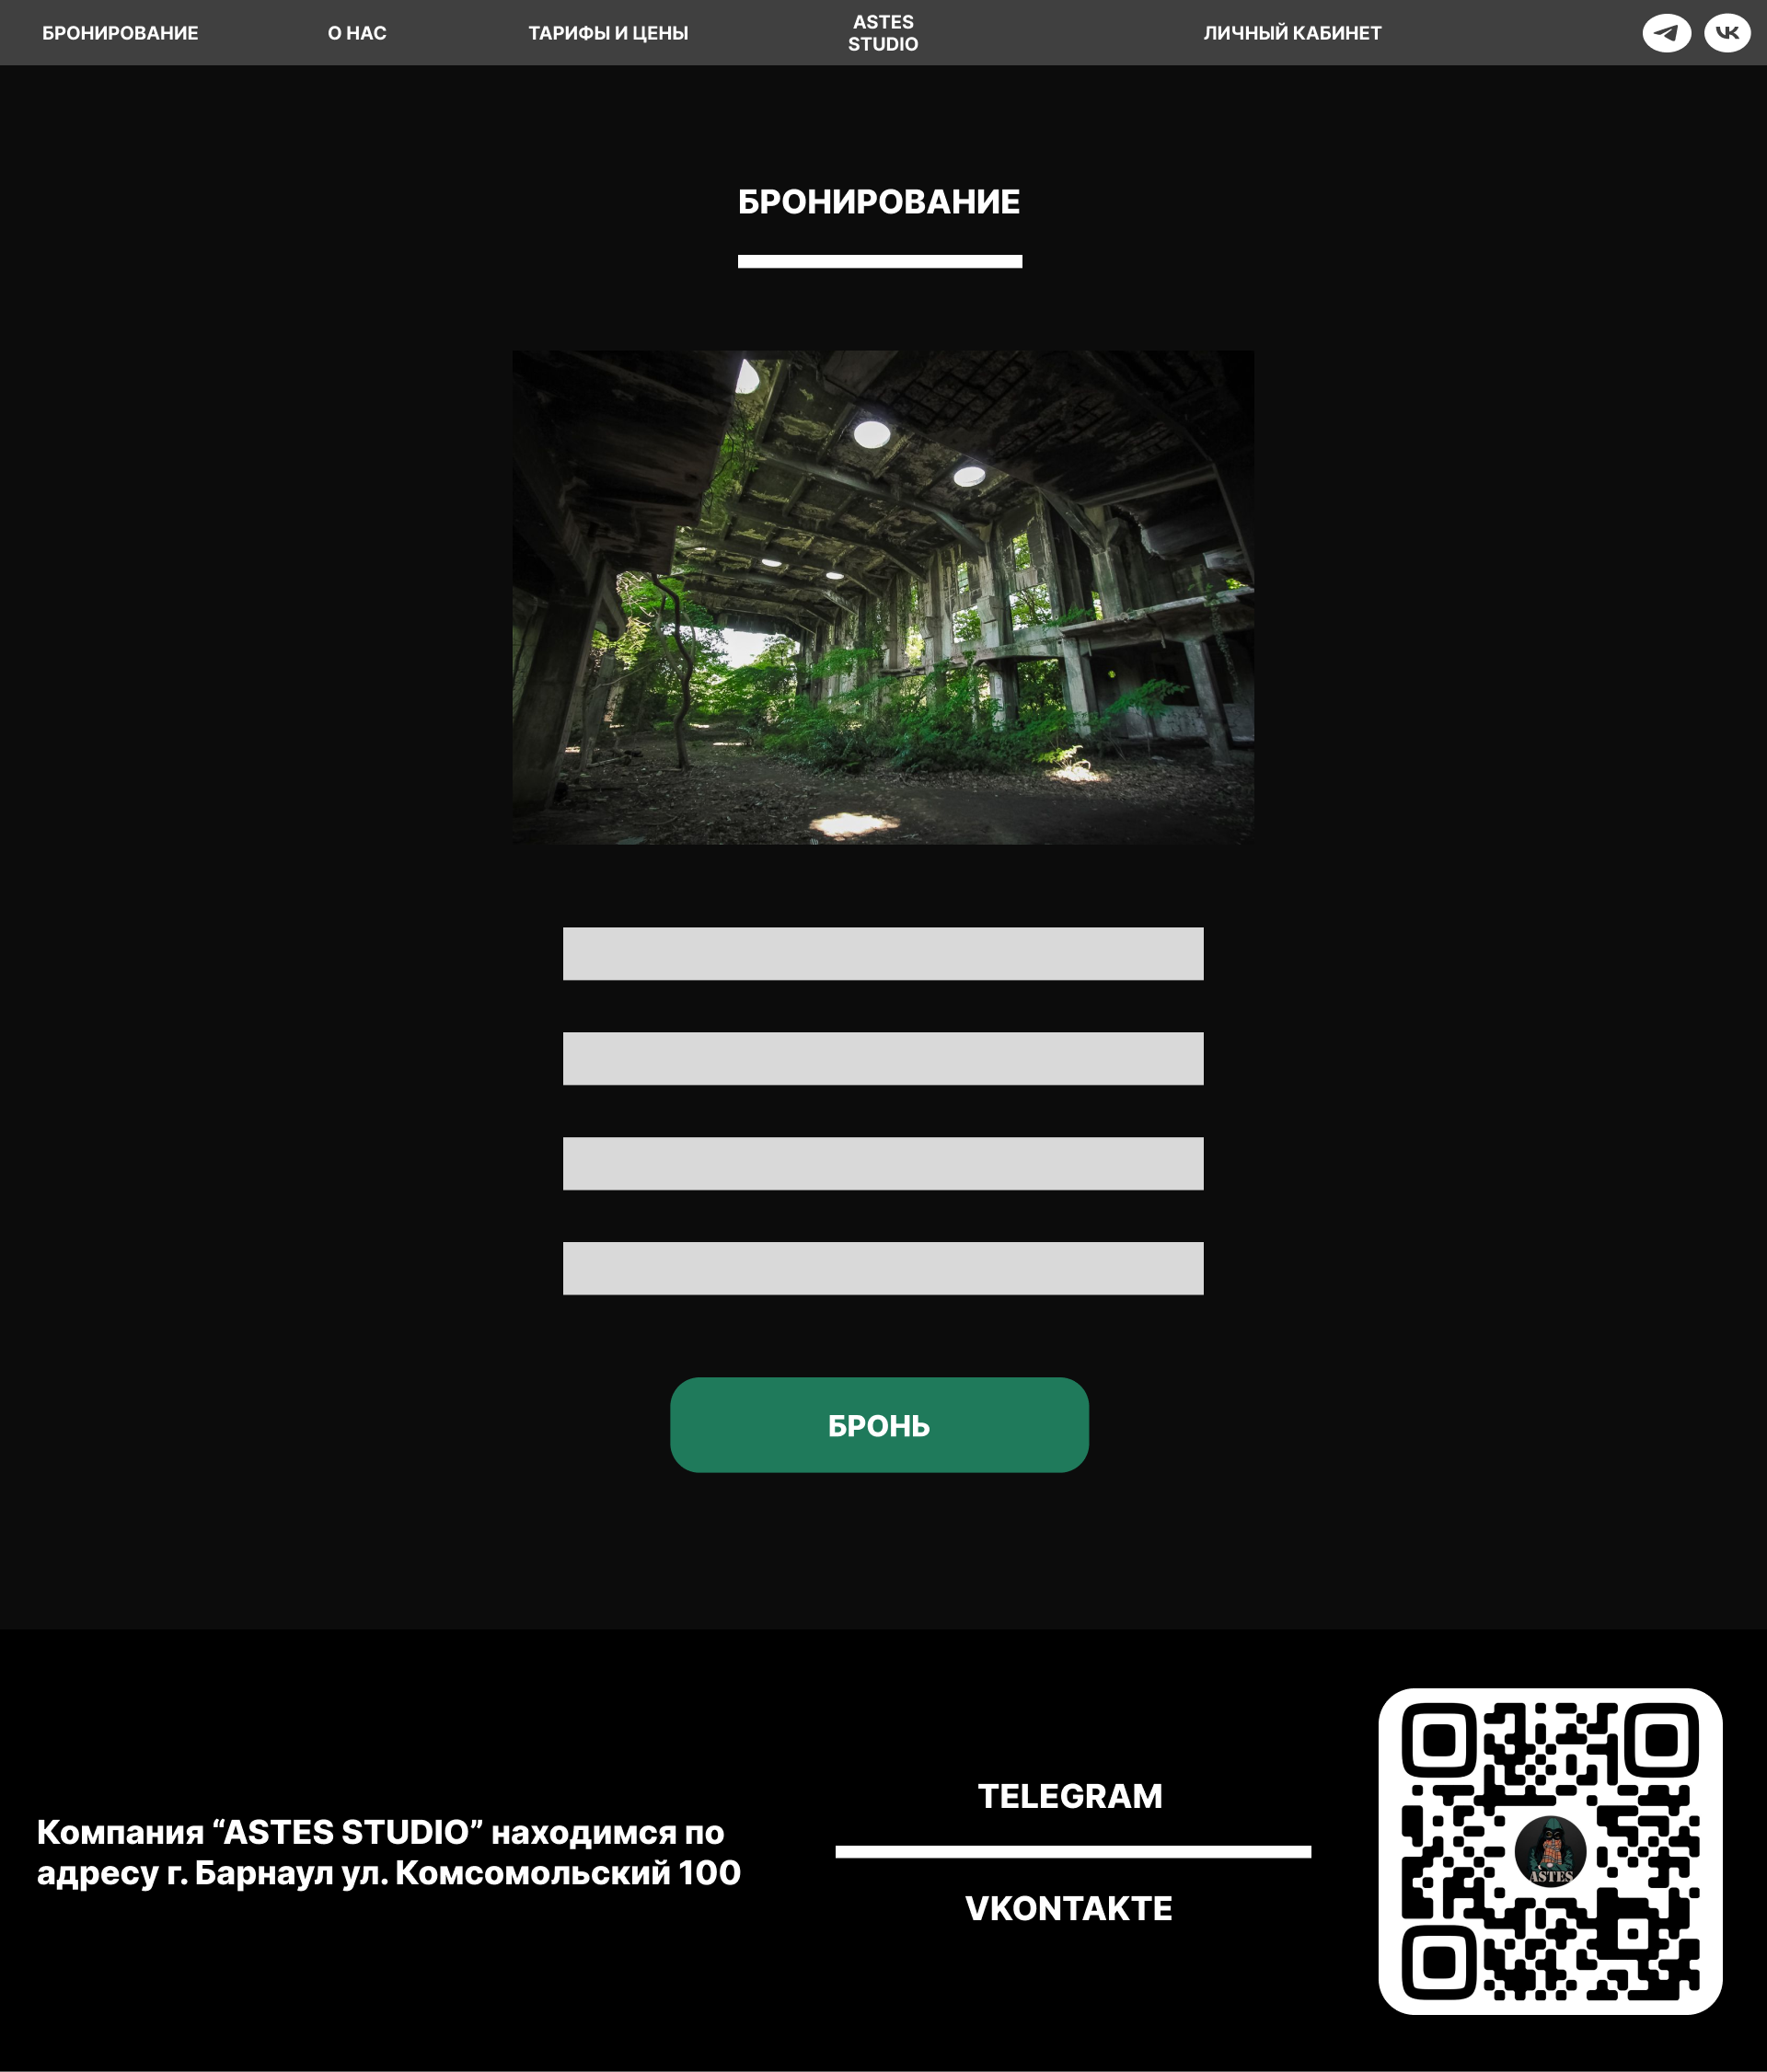 БРОНИРОВАНИЕ
О НАС
ТАРИФЫ И ЦЕНЫ
ASTES
STUDIO
ЛИЧНЫЙ КАБИНЕТ
БРОНИРОВАНИЕ
БРОНЬ
Компания “ASTES STUDIO” находимся по
адресу г. Барнаул ул. Комсомольский 100
TELEGRAM
VKONTAKTE
ASTES